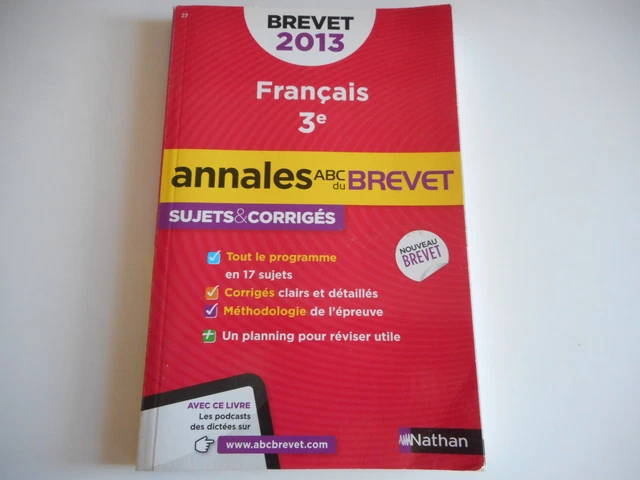 27
BREVET
2013
Français
3e
annales ABC du BREVET
SUJETS&CORRIGÉS
NOUVEAU
BREVET
Tout le programme
en 17 sujets
Corrigés clairs et détaillés
Méthodologie de l'épreuve
Un planning pour réviser utile
AVEC CE LIVRE
Les podcasts
des dictées sur
www.abcbrevet.com
Nathan